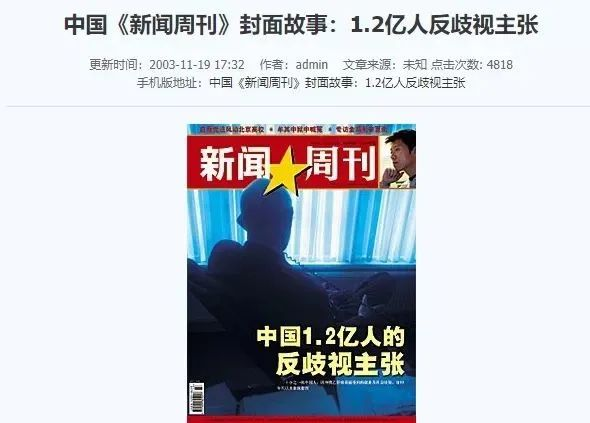 中国《新闻周刊》封面故事：1.2亿人反歧视主张
更新时间：2003-11-19 17:32 作者：admin 文章来源：未知 点击次数：4818
手机版地址：中国《新闻周刊》封面故事：1.2亿人反歧视主张
新闻周刊
中国1.2亿人的
反歧视主张